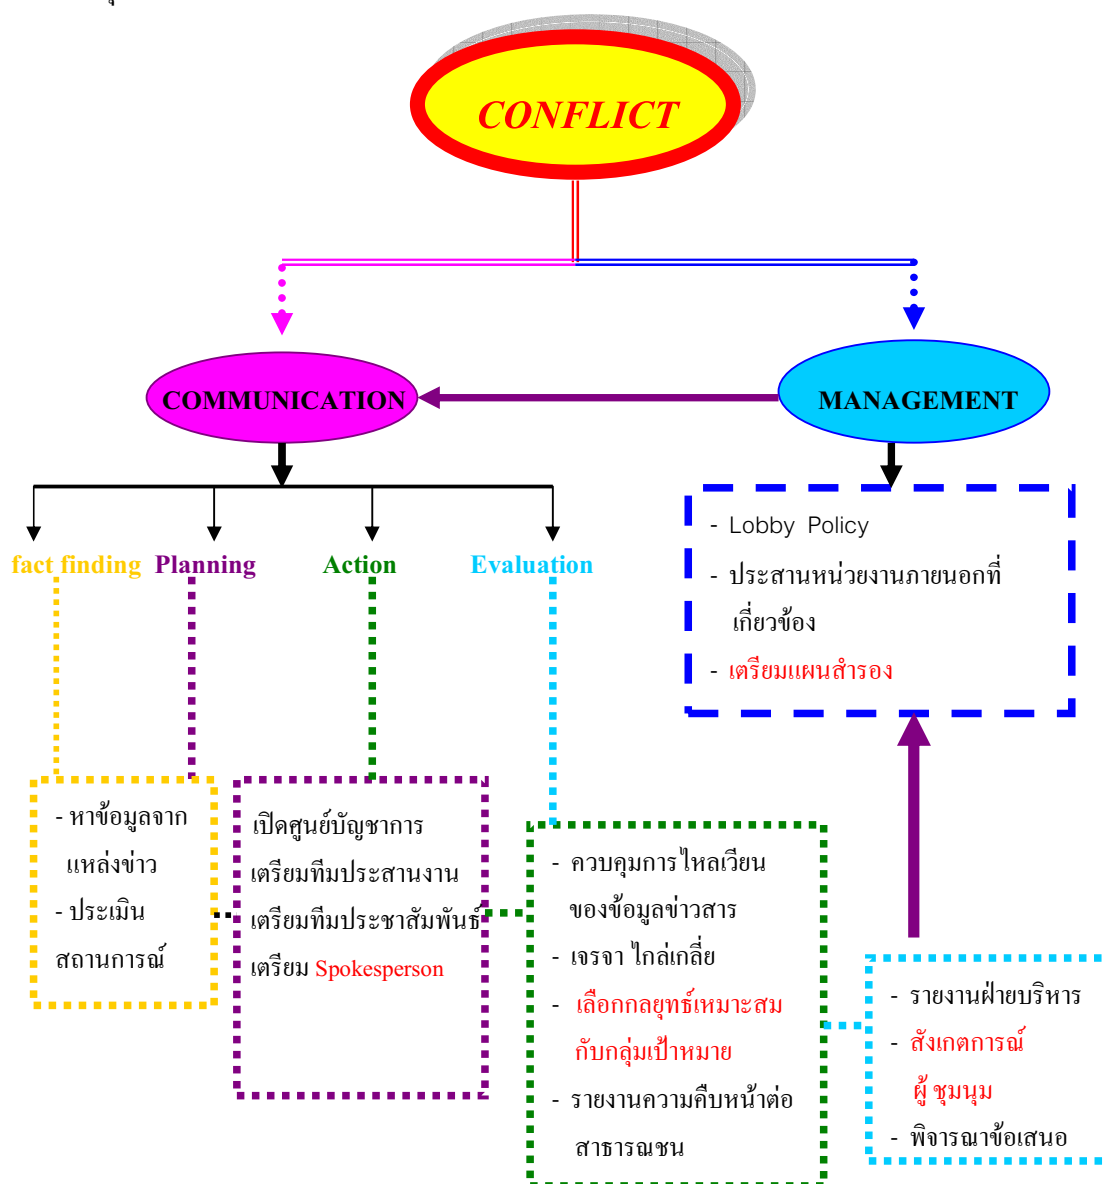 CONFLICT
COMMUNICATION
MANAGEMENT
fact finding
Planning
Action
Evaluation
- Lobby Policy
- ประสานหน่วยงานภายนอกที่
เกี่ยวข้อง
- เตรียมแผนสำรอง
- หาข้อมูลจาก
แหล่งข่าว
- ประเมิน
สถานการณ์
เปิดศูนย์บัญชาการ
เตรียมทีมประสานงาน
เตรียมทีมประชาสัมพันธ์
เตรียม Spokesperson
- ควบคุมการไหลเวียน
ของข้อมูลข่าวสาร
- เจรจา ไกล่เกลี่ย
- เลือกกลยุทธ์เหมาะสม
กับกลุ่มเป้าหมาย
- รายงานความคืบหน้าต่อ
สาธารณชน
- รายงานฝ่ายบริหาร
- สังเกตการณ์
ผู้ ชุมนุม
- พิจารณาข้อเสนอ